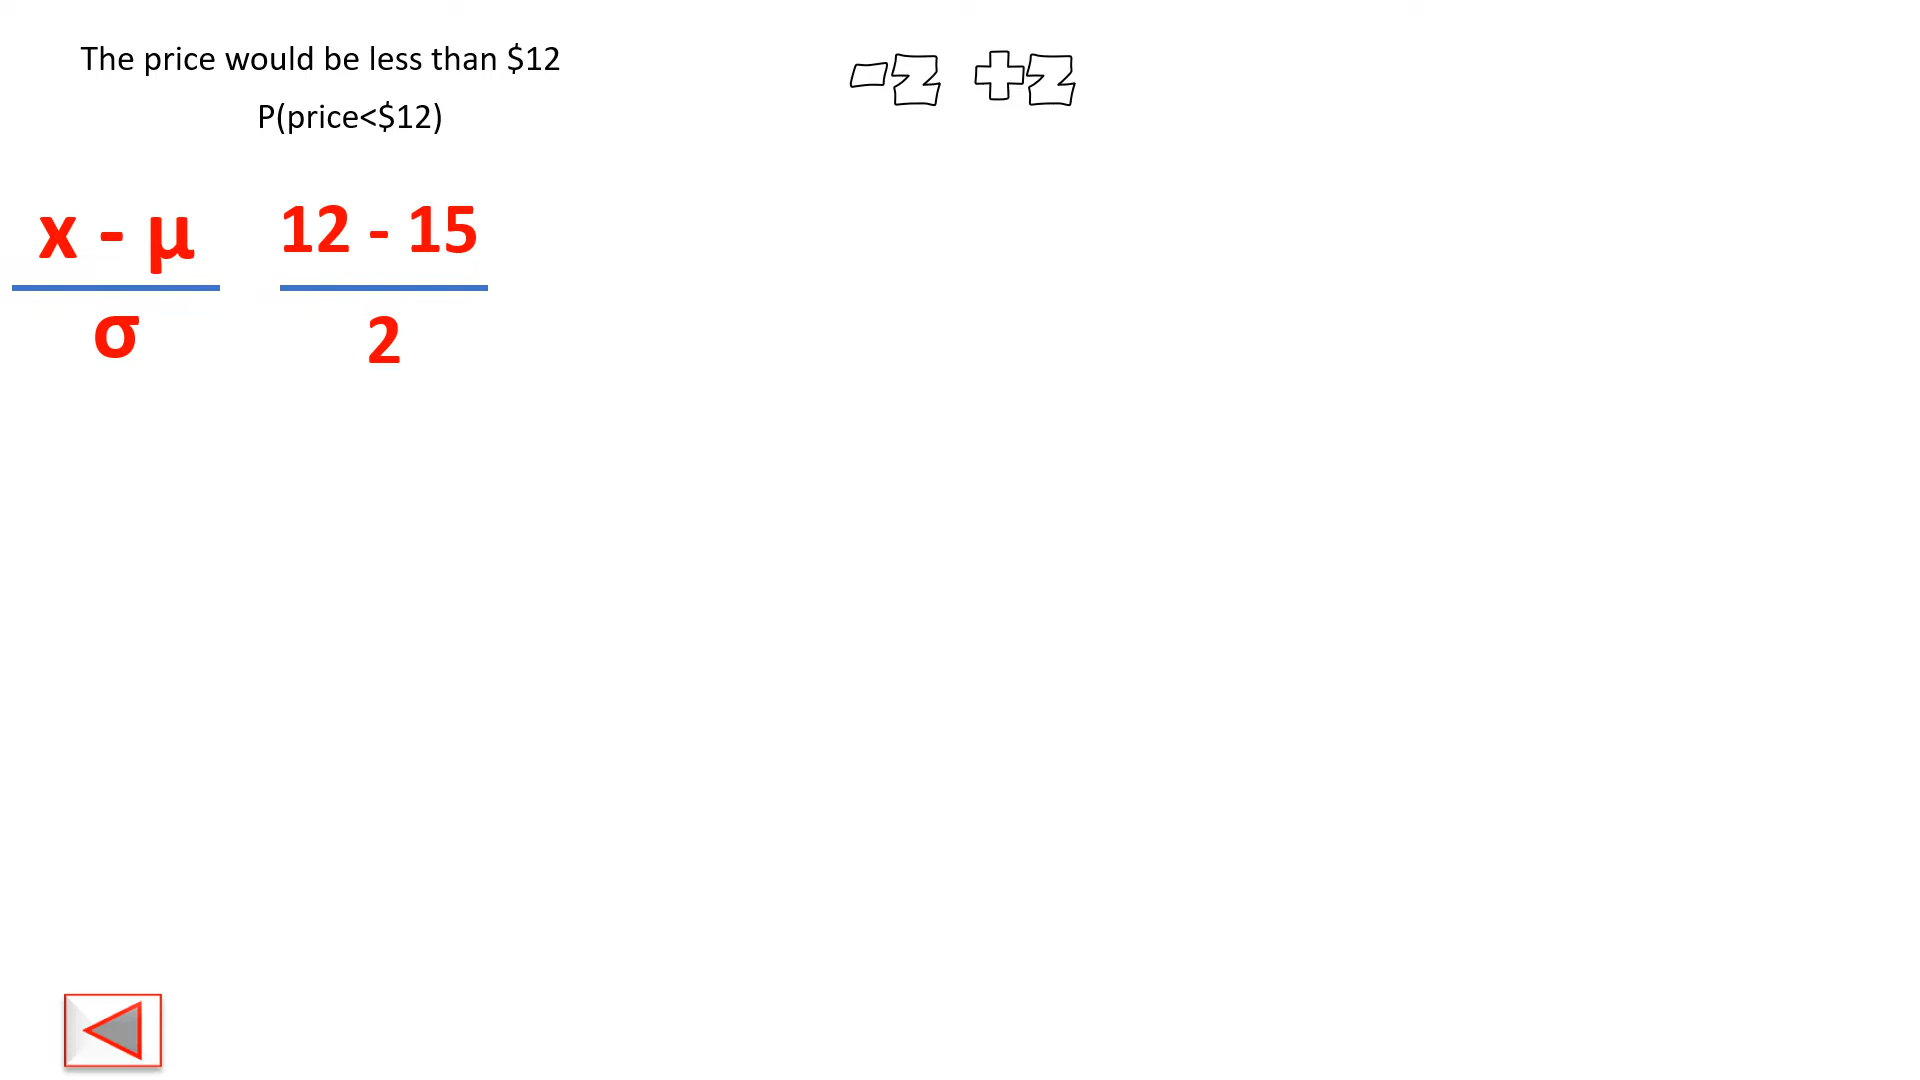 The price would be less than $12
P(price<$12)
-z +z
x - μ
σ
12 - 15
2